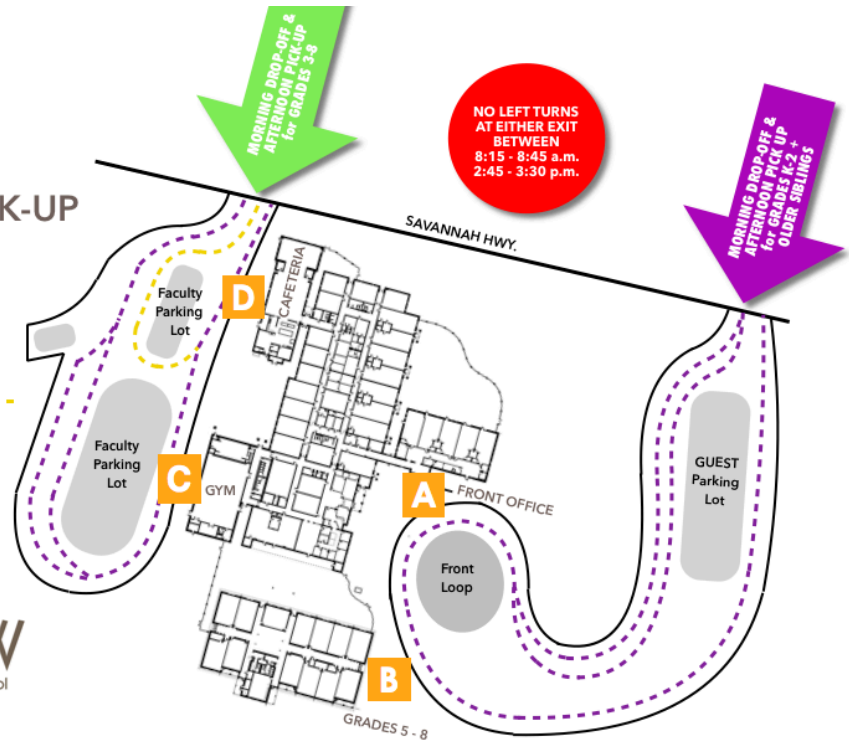 MORNING DROP-OFF &
AFTERNOON PICK-UP
for GRADES 3-8
NO LEFT TURNS
AT EITHER EXIT
BETWEEN
8:15 - 8:45 a.m.
2:45 - 3:30 p.m.
MORNING DROP-OFF &
AFTERNOON PICK UP
for GRADES K-2 +
OLDER SIBLINGS
K-UP
SAVANNAH HWY.
CAFETERIA
D
Faculty
Parking
Lot
Faculty
Parking
Lot
C
GYM
A
FRONT OFFICE
GUEST
Parking
Lot
Front
Loop
B
GRADES 5 - 8
W
ol